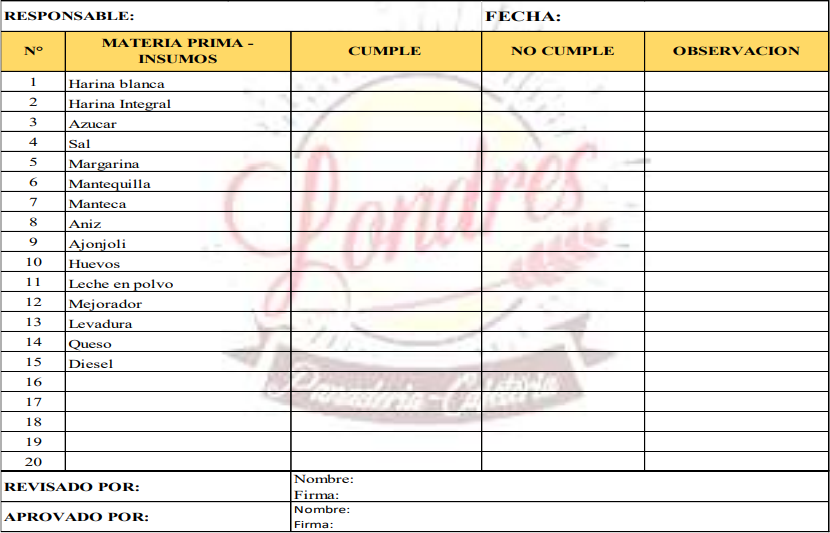 RESPONSABLE: FECHA:
N° MATERIA PRIMA - INSUMOS CUMPLE NO CUMPLE OBSERVACION
1 Harina blanca
2 Harina Integral
3 Azucar
4 Sal
5 Margarina
6 Mantequilla
7 Manteca
8 Aniz
9 Ajonjoli
10 Huevos
11 Leche en polvo
12 Mejorador
13 Levadura
14 Queso
15 Diesel
16
17
18
19
20
REVISADO POR: Nombre:
Firma:
APROVADO POR: Nombre:
Firma:
Londres
Panadería - Cafetería